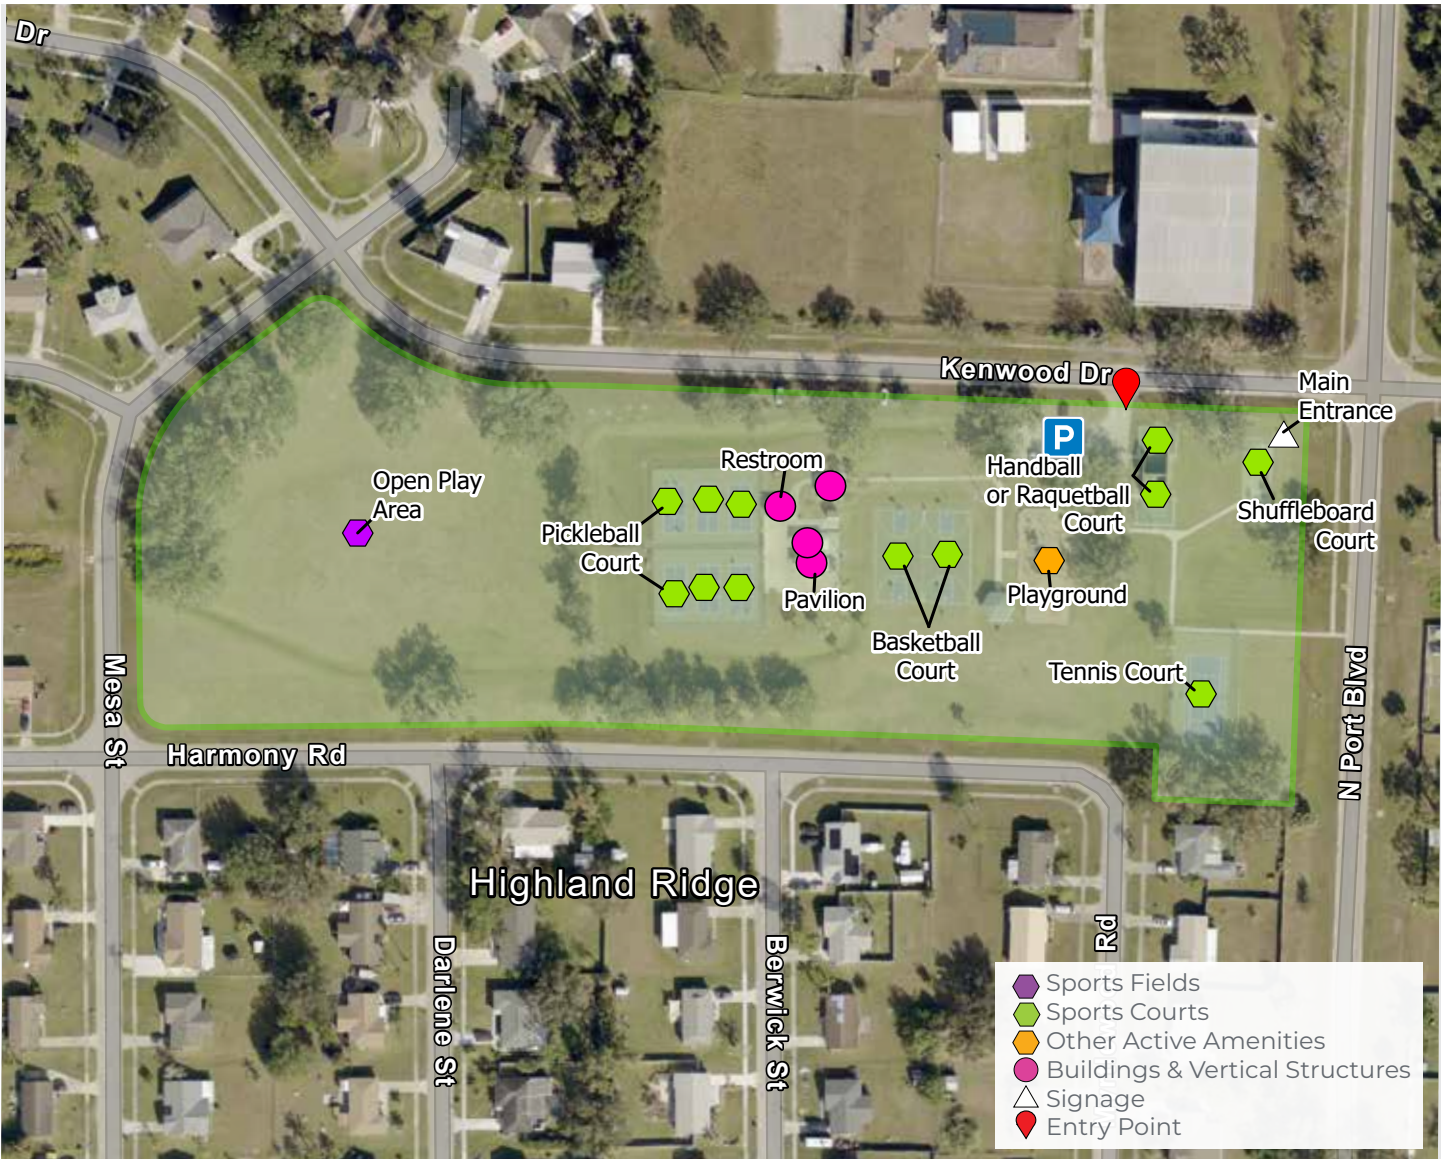 Dr
Kenwood Dr
Main
Entrance
P
Restroom
Handball
or Raquetball
Court
Open Play
Area
Shuffleboard
Court
Pickleball
Court
Pavilion
Playground
Basketball
Court
Tennis Court
Mesa St
N Port Blvd
Harmony Rd
Highland Ridge
Darlene St
Berwick St
Rd
Sports Fields
Sports Courts
Other Active Amenities
Buildings & Vertical Structures
Signage
Entry Point